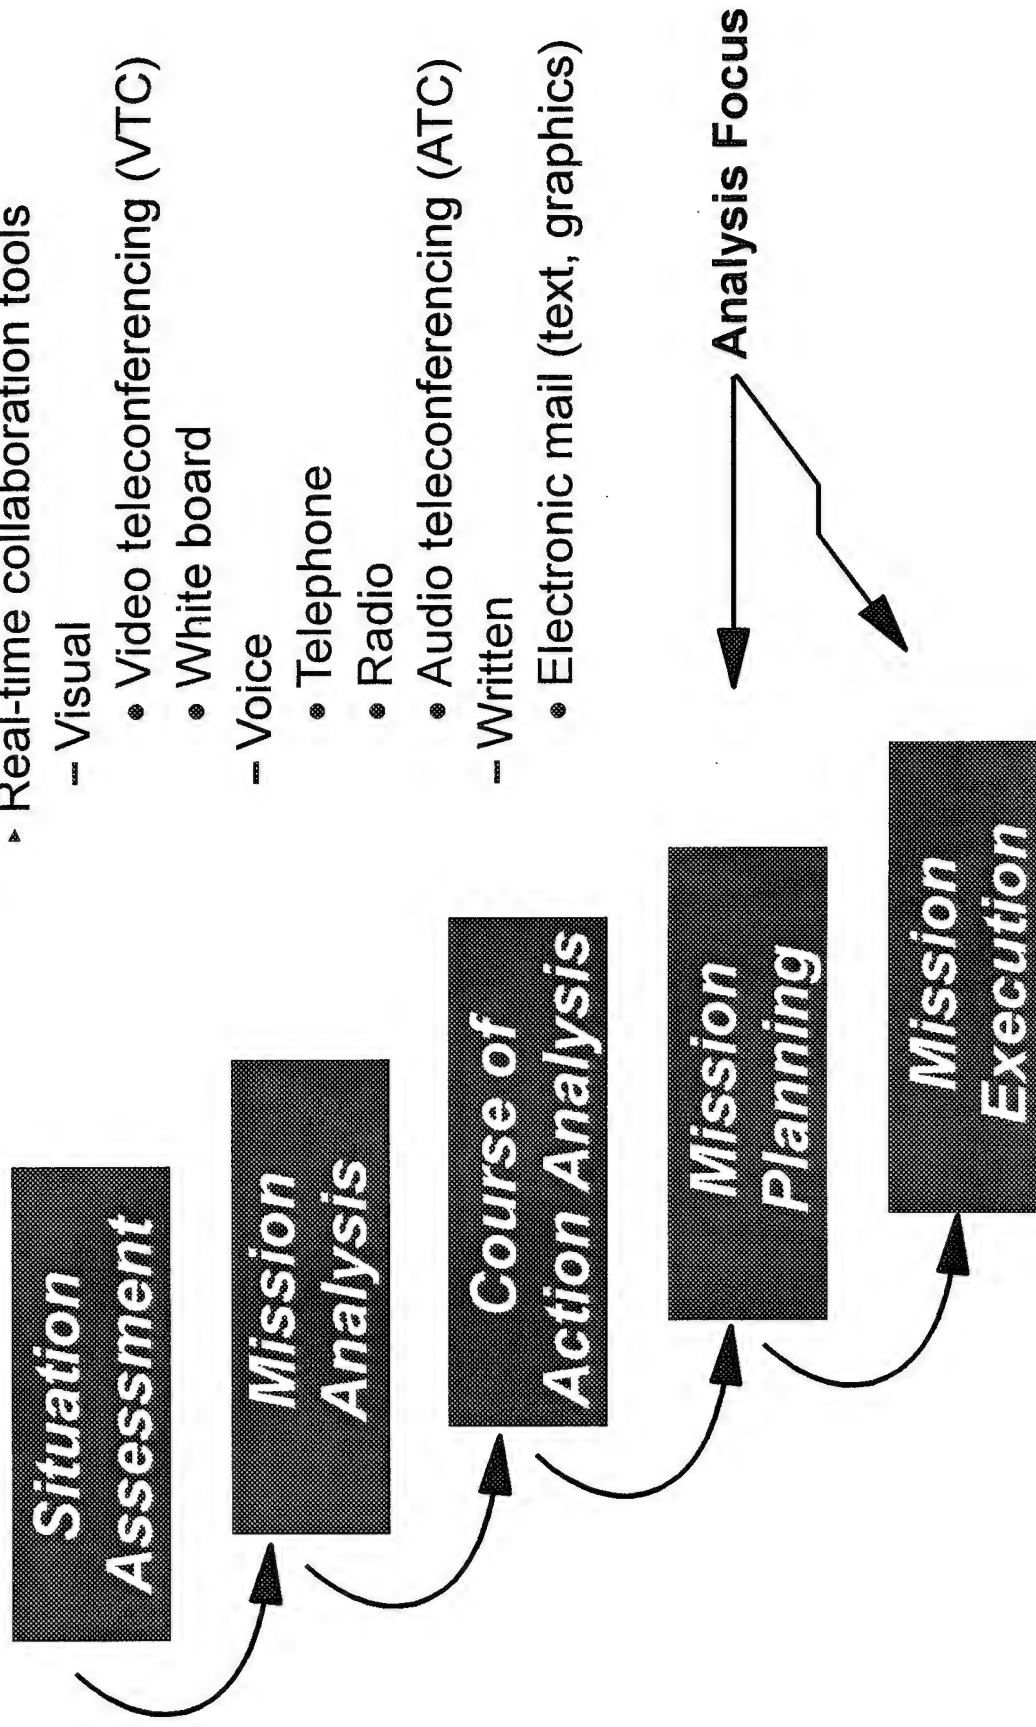 ▸ Real-time collaboration tools
– Visual
• Video teleconferencing (VTC)
• White board
– Voice
• Telephone
• Radio
• Audio teleconferencing (ATC)
– Written
• Electronic mail (text, graphics)
Situation
Assessment
Mission
Analysis
Course of
Action Analysis
Mission
Planning
Mission
Execution
Analysis Focus